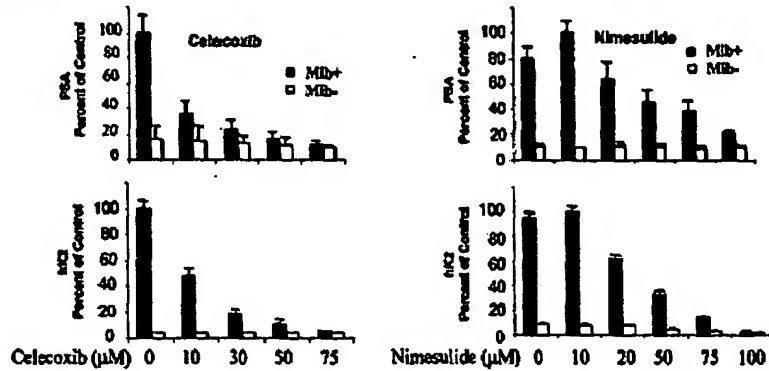 Celecoxib
Mib+
Mib-
PSA
Percent of Control
100
80
60
40
20
0
Nimesulide
Mib+
Mib-
PSA
Percent of Control
100
80
60
40
20
0
hK2
Percent of Control
100
80
60
40
20
0
Celecoxib (µM) 0 10 30 50 75
hK2
Percent of Control
100
80
60
40
20
0
Nimesulide (µM) 0 10 20 50 75 100